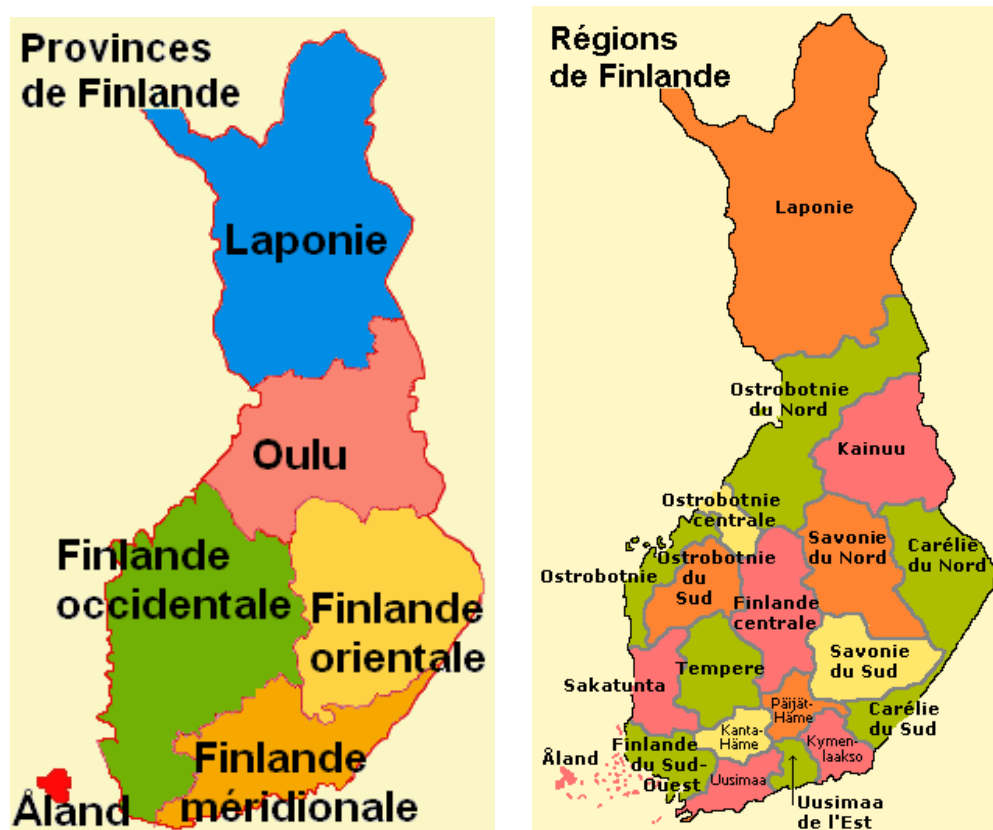 Provinces
de Finlande
Laponie
Oulu
Finlande
occidentale
Finlande
orientale
Finlande
méridionale
Åland
Régions
de Finlande
Laponie
Ostrobotnie
du Nord
Kainuu
Ostrobotnie
centrale
Savonie
du Nord
Carélie
du Nord
Ostrobotnie
Ostrobotnie
du
Sud
Finlande
centrale
Savonie
du Sud
Tempere
Sakatunta
Päijät-
Häme
Carélie
du Sud
Kanta-
Häme
Kymen-
laakso
Finlande
du Sud-
Ouest
Åland
Uusimaa
Uusimaa
de l'Est